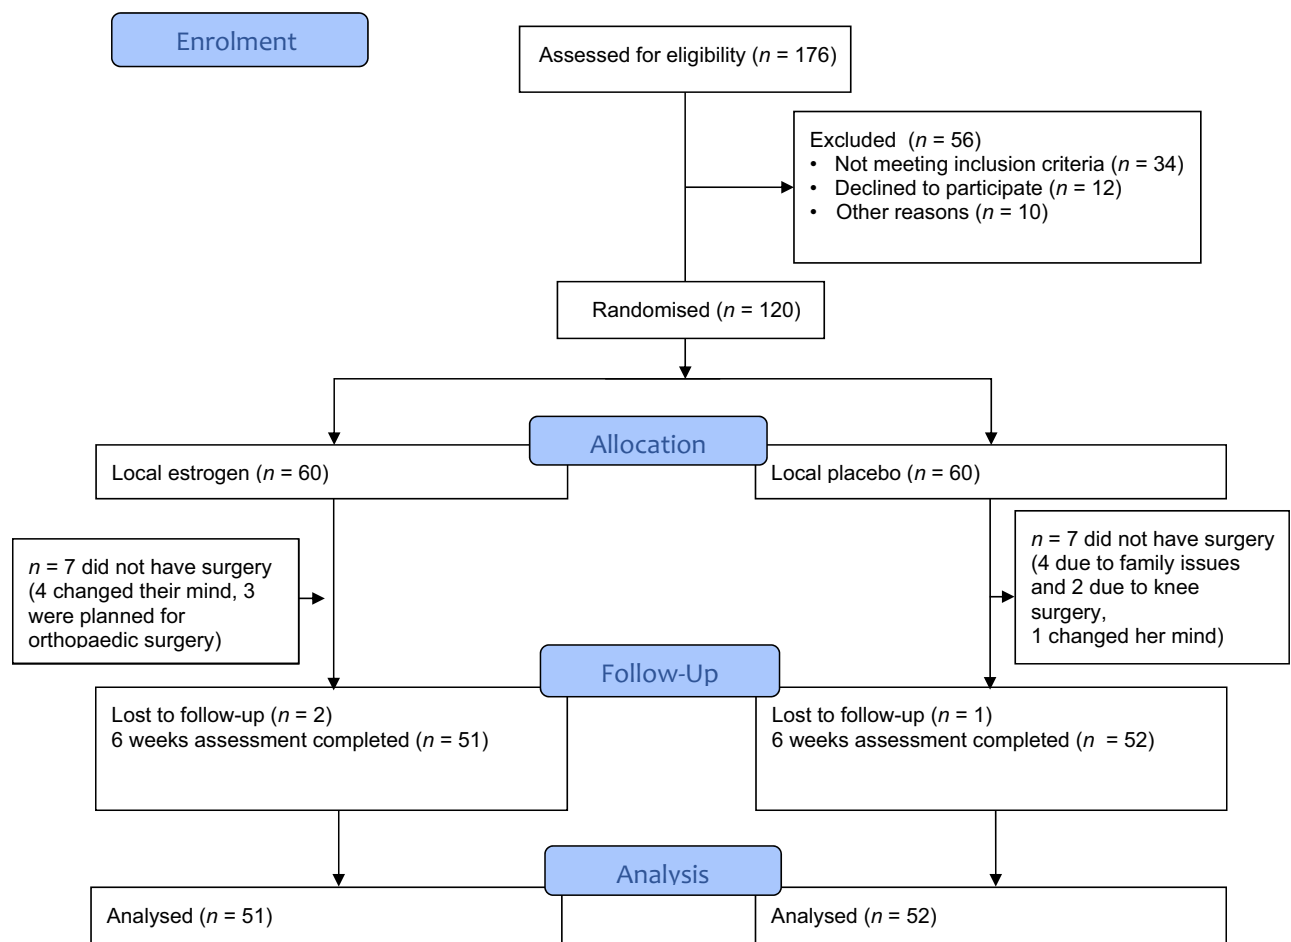 Enrolment
Assessed for eligibility (n = 176)
Excluded (n = 56)
• Not meeting inclusion criteria (n = 34)
• Declined to participate (n = 12)
• Other reasons (n = 10)
Randomised (n = 120)
Allocation
Local estrogen (n = 60)
Local placebo (n = 60)
n = 7 did not have surgery
(4 changed their mind, 3
were planned for
orthopaedic surgery)
n = 7 did not have surgery
(4 due to family issues
and 2 due to knee
surgery,
1 changed her mind)
Follow-Up
Lost to follow-up (n = 2)
6 weeks assessment completed (n = 51)
Lost to follow-up (n = 1)
6 weeks assessment completed (n = 52)
Analysis
Analysed (n = 51)
Analysed (n = 52)